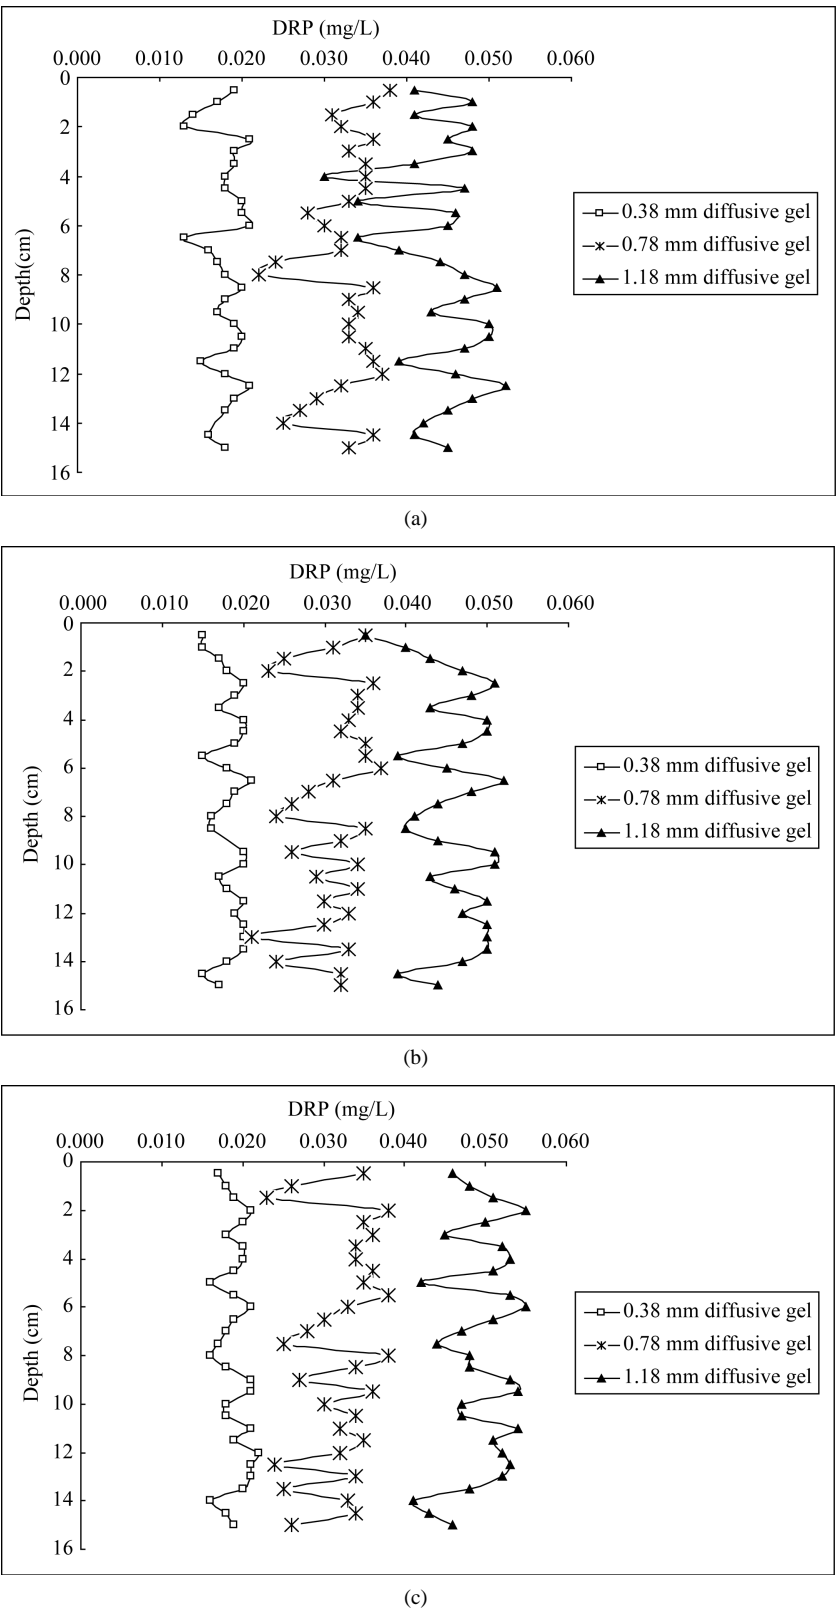 DRP (mg/L)
0.000 0.010 0.020 0.030 0.040 0.050 0.060
0
2
4
6
8
10
12
14
16
Depth(cm)
0.38 mm diffusive gel
0.78 mm diffusive gel
1.18 mm diffusive gel
(a)
DRP (mg/L)
0.000 0.010 0.020 0.030 0.040 0.050 0.060
0
2
4
6
8
10
12
14
16
Depth (cm)
0.38 mm diffusive gel
0.78 mm diffusive gel
1.18 mm diffusive gel
(b)
DRP (mg/L)
0.000 0.010 0.020 0.030 0.040 0.050 0.060
0
2
4
6
8
10
12
14
16
Depth (cm)
0.38 mm diffusive gel
0.78 mm diffusive gel
1.18 mm diffusive gel
(c)